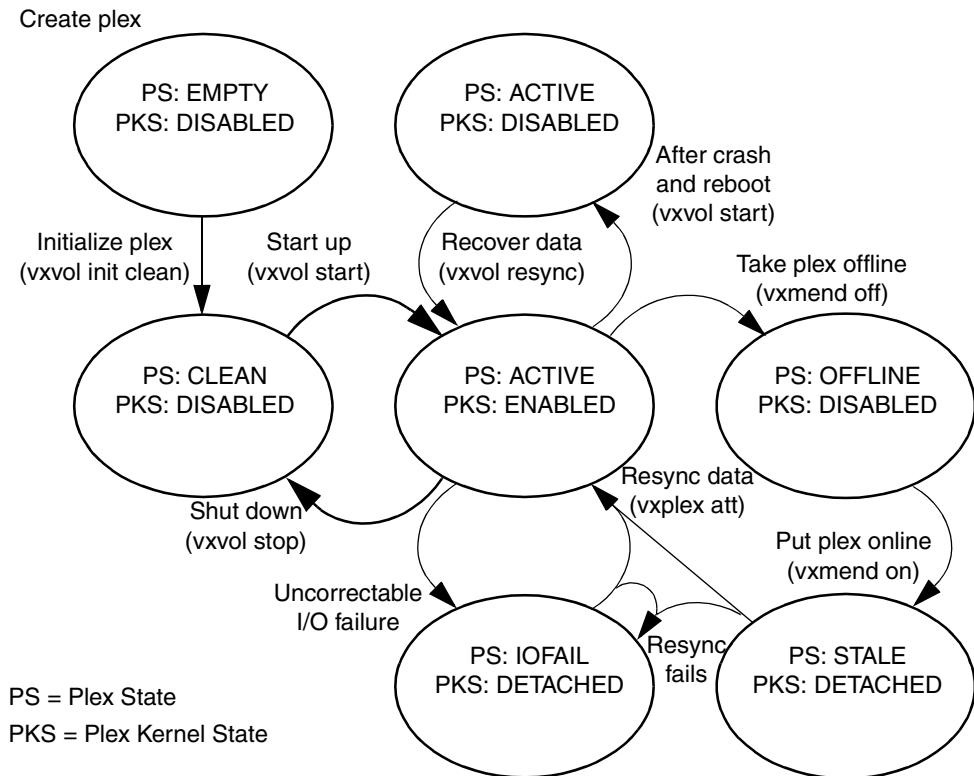 Create plex
PS: EMPTY
PKS: DISABLED
PS: ACTIVE
PKS: DISABLED
After crash
and reboot
(vxvol start)
Initialize plex
(vxvol init clean)
Start up
(vxvol start)
Recover data
(vxvol resync)
Take plex offline
(vxmend off)
PS: CLEAN
PKS: DISABLED
PS: ACTIVE
PKS: ENABLED
PS: OFFLINE
PKS: DISABLED
Shut down
(vxvol stop)
Resync data
(vxplex att)
Put plex online
(vxmend on)
Uncorrectable
I/O failure
PS: IOFAIL
PKS: DETACHED
Resync
fails
PS: STALE
PKS: DETACHED
PS = Plex State
PKS = Plex Kernel State